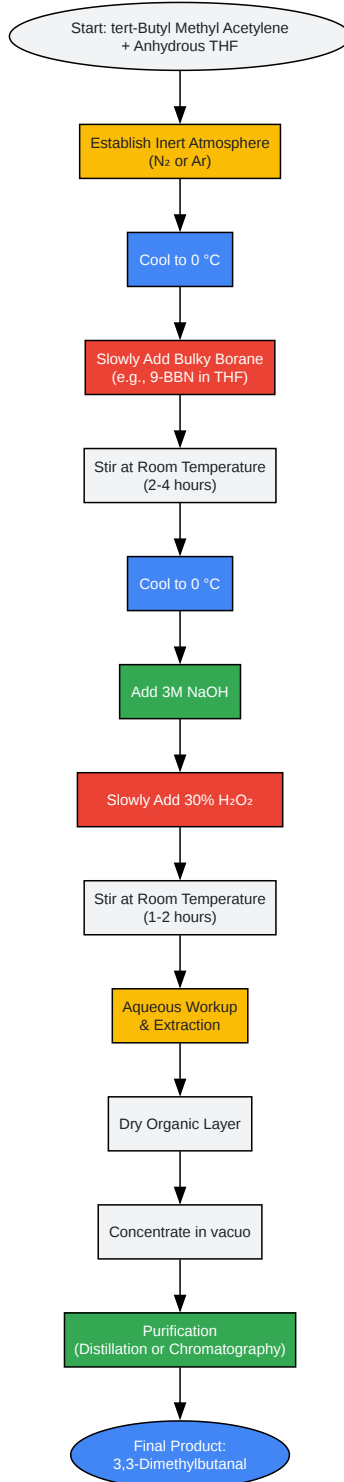 Start: tert-Butyl Methyl Acetylene
+ Anhydrous THF
Establish Inert Atmosphere
(N₂ or Ar)
Cool to 0 °C
Slowly Add Bulky Borane
(e.g., 9-BBN in THF)
Stir at Room Temperature
(2-4 hours)
Cool to 0 °C
Add 3M NaOH
Slowly Add 30% H₂O₂
Stir at Room Temperature
(1-2 hours)
Aqueous Workup
& Extraction
Dry Organic Layer
Concentrate in vacuo
Purification
(Distillation or Chromatography)
Final Product:
3,3-Dimethylbutanal